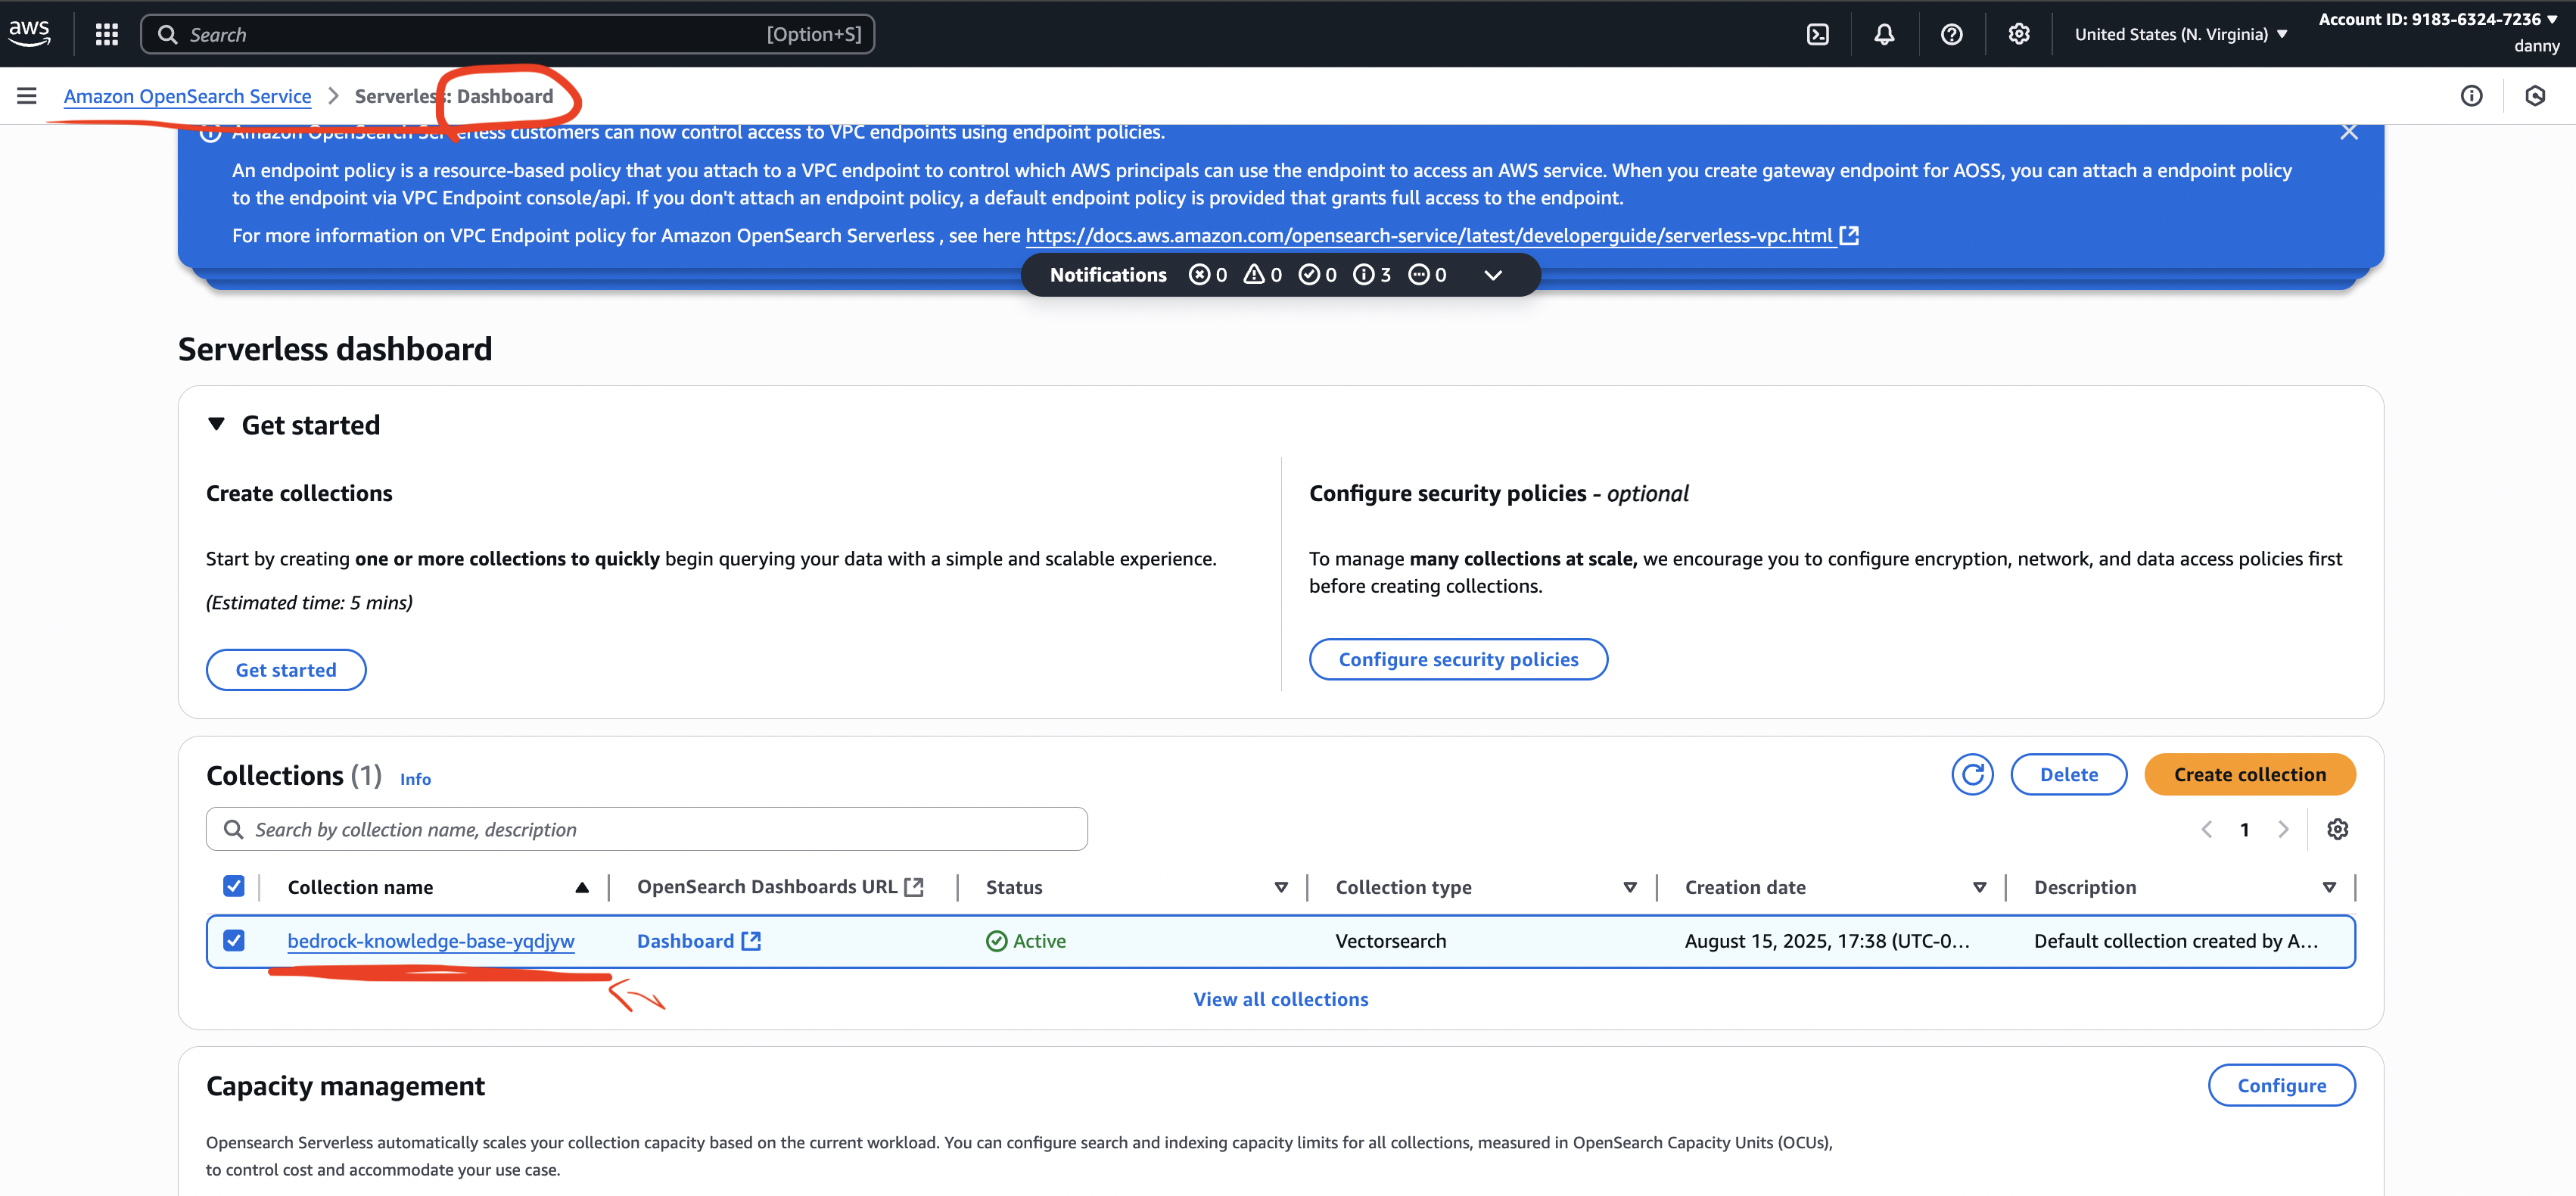 aws
Search
[Option+S]
United States (N. Virginia)
Account ID: 9183-6324-7236
danny
Amazon OpenSearch Service
Serverless: Dashboard
Amazon OpenSearch Serverless customers can now control access to VPC endpoints using endpoint policies.
An endpoint policy is a resource-based policy that you attach to a VPC endpoint to control which AWS principals can use the endpoint to access an AWS service. When you create gateway endpoint for AOSS, you can attach a endpoint policy
to the endpoint via VPC Endpoint console/api. If you don't attach an endpoint policy, a default endpoint policy is provided that grants full access to the endpoint.
For more information on VPC Endpoint policy for Amazon OpenSearch Serverless , see here https://docs.aws.amazon.com/opensearch-service/latest/developerguide/serverless-vpc.html
Notifications 0 0 0 3 0
Serverless dashboard
Get started
Create collections
Start by creating one or more collections to quickly begin querying your data with a simple and scalable experience.
(Estimated time: 5 mins)
Get started
Configure security policies - optional
To manage many collections at scale, we encourage you to configure encryption, network, and data access policies first
before creating collections.
Configure security policies
Collections (1) Info
Delete
Create collection
Search by collection name, description
1
Collection name
OpenSearch Dashboards URL
Status
Collection type
Creation date
Description
bedrock-knowledge-base-yqdjyw
Dashboard
Active
Vectorsearch
August 15, 2025, 17:38 (UTC-0...
Default collection created by A...
View all collections
Capacity management
Configure
Opensearch Serverless automatically scales your collection capacity based on the current workload. You can configure search and indexing capacity limits for all collections, measured in OpenSearch Capacity Units (OCUs),
to control cost and accommodate your use case.